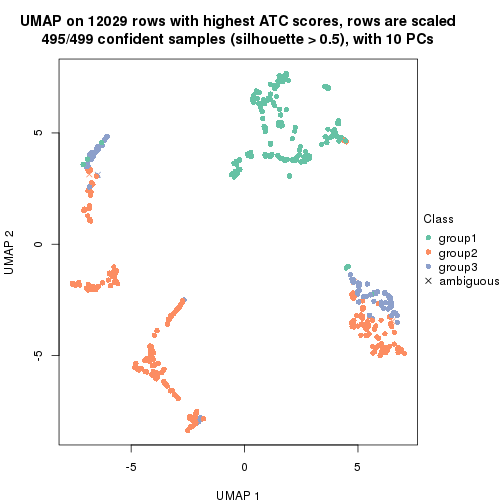 UMAP on 12029 rows with highest ATC scores, rows are scaled
495/499 confident samples (silhouette > 0.5), with 10 PCs
5
0
-5
UMAP 2
-5
0
5
UMAP 1
Class
group1
group2
group3
ambiguous